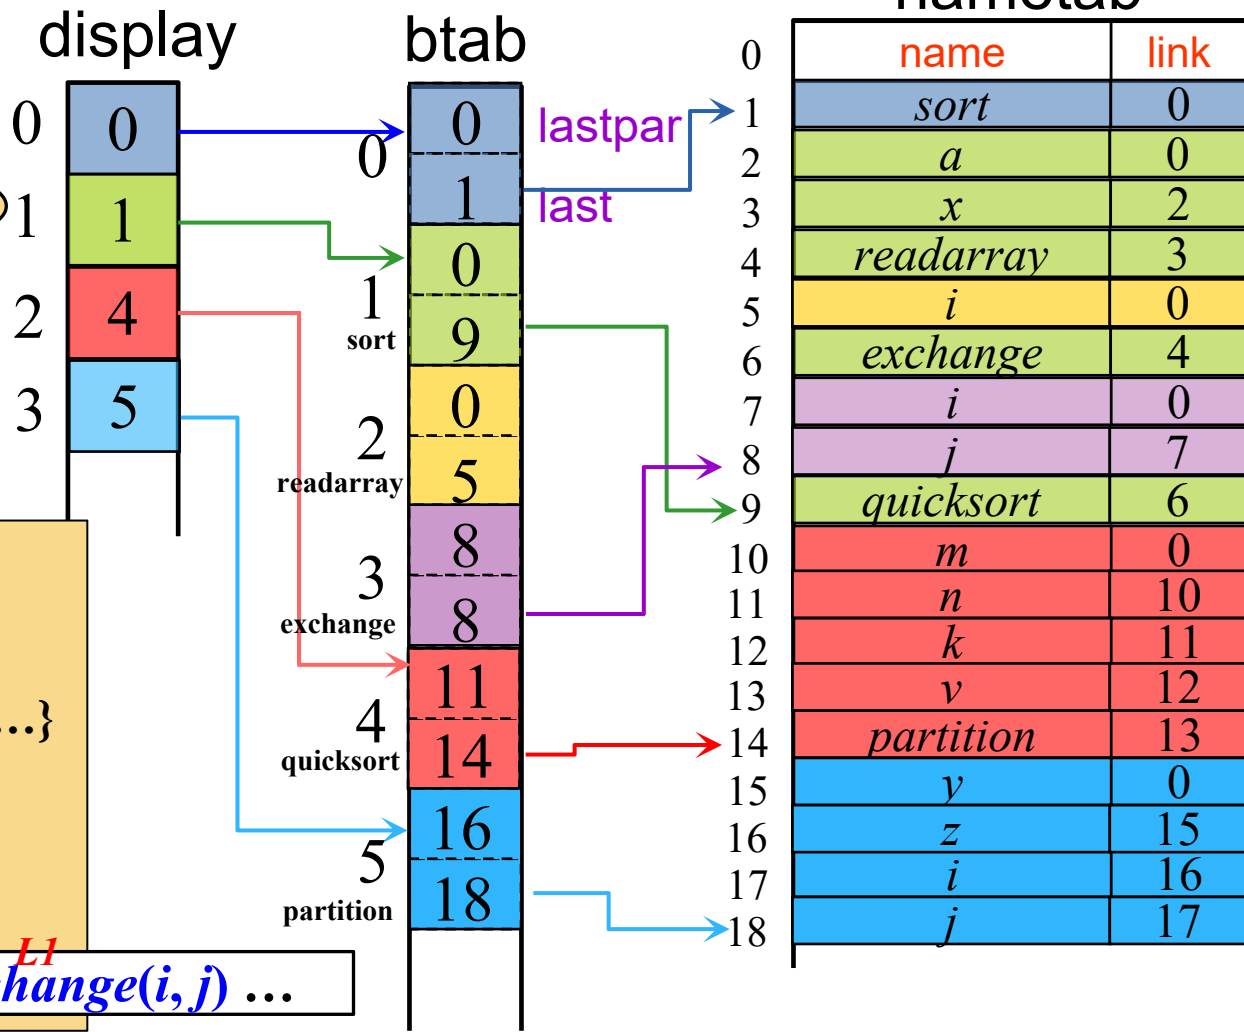 display btab nametab
0 0
1 1
2 4
3 5
0 0 lastpar
1 last
1 sort 0
9
2 readarray 0
5
3 exchange 8
8
4 quicksort 11
14
5 partition 16
18
0 name link
1 sort 0
2 a 0
3 x 2
4 readarray 3
5 i 0
6 exchange 4
7 i 0
8 j 7
9 quicksort 6
10 m 0
11 n 10
12 k 11
13 v 12
14 partition 13
15 y 0
16 z 15
17 i 16
18 j 17
)
…}
L1
change(i, j) …